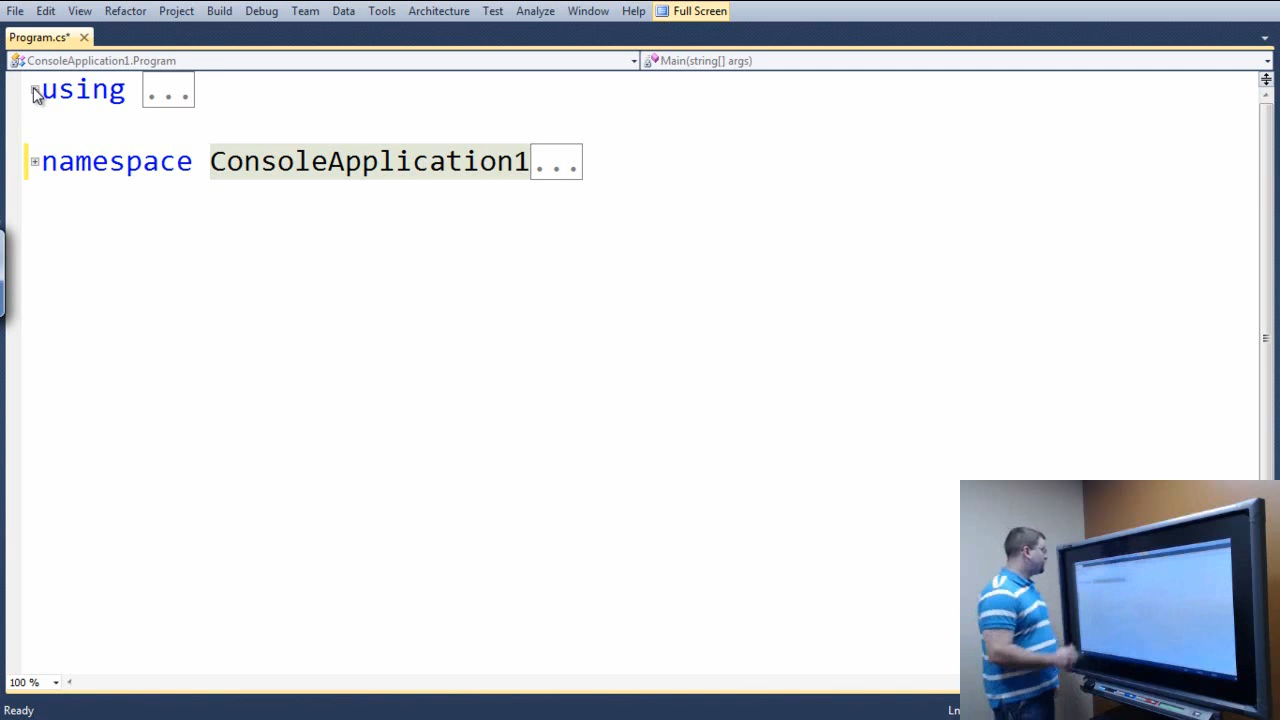 File Edit View Refactor Project Build Debug Team Data Tools Architecture Test Analyze Window Help Full Screen
Program.cs*
ConsoleApplication1.Program Main(string[] args)
using ...
namespace ConsoleApplication1...
100 %
Ready Ln